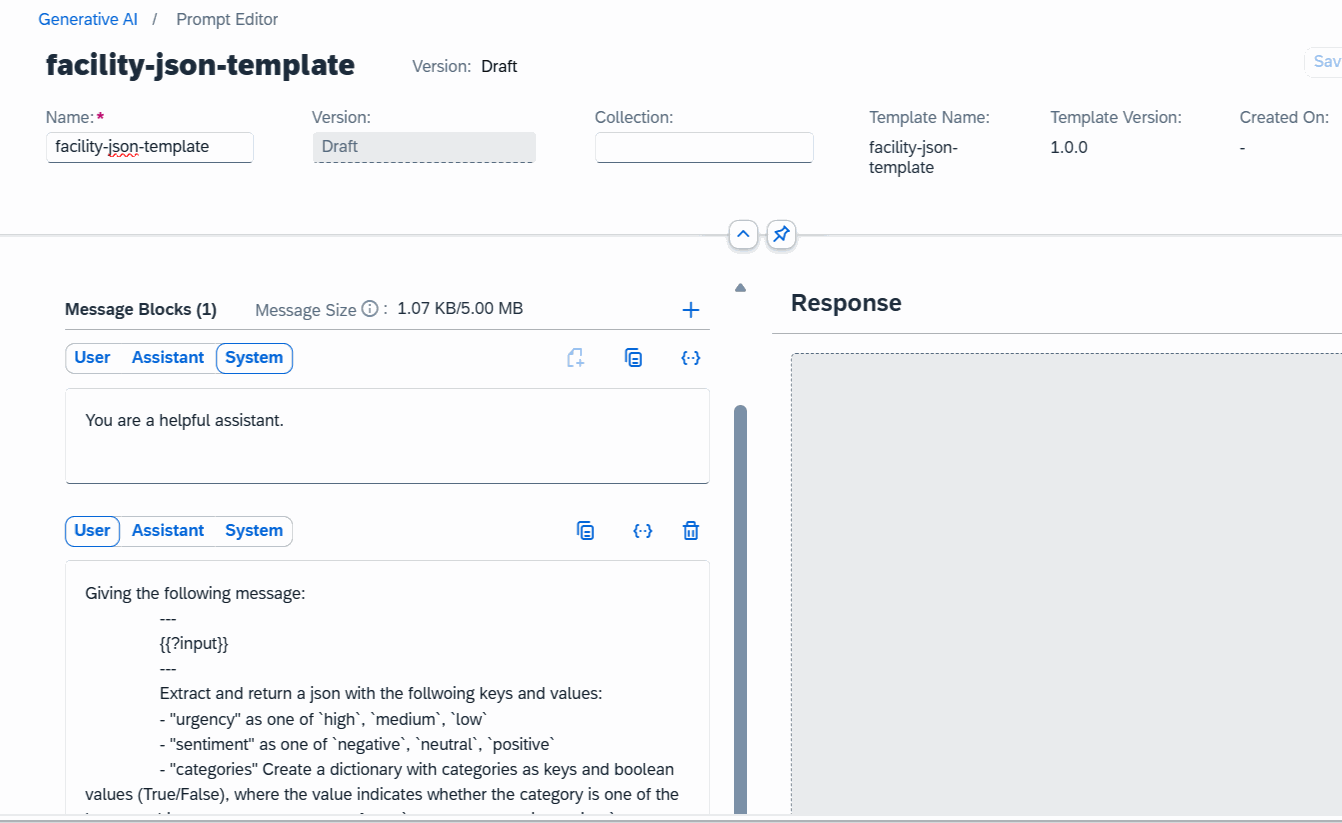 Generative AI / Prompt Editor
facility-json-template Version: Draft
Sav
Name:* Version: Collection: Template Name: Template Version: Created On:
facility-json-template Draft facility-json- 1.0.0 -
template
Message Blocks (1) Message Size : 1.07 KB/5.00 MB
Response
User Assistant System
You are a helpful assistant.
User Assistant System
Giving the following message:
---
{{?input}}
---
Extract and return a json with the follwoing keys and values:
- "urgency" as one of `high`, `medium`, `low`
- "sentiment" as one of `negative`, `neutral`, `positive`
- "categories" Create a dictionary with categories as keys and boolean
values (True/False), where the value indicates whether the category is one of the